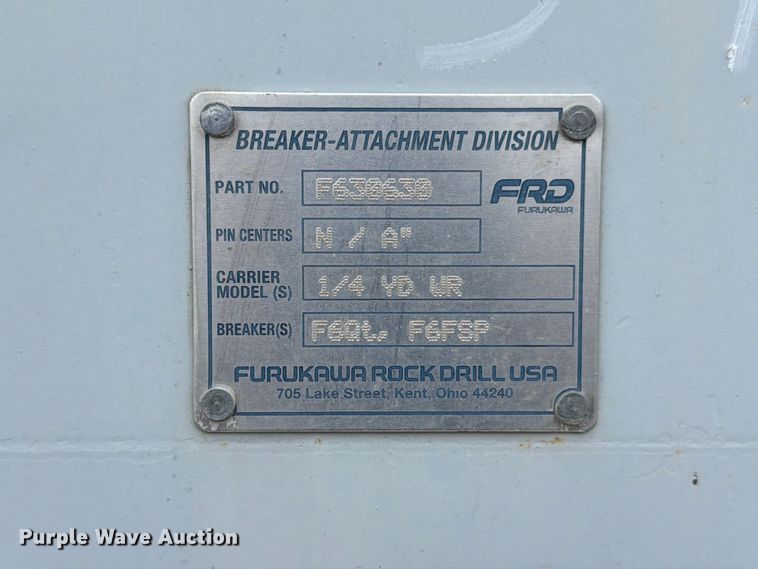 BREAKER-ATTACHMENT DIVISION
PART NO. F630630
FRD
FURUKAWA
PIN CENTERS N / A"
CARRIER
MODEL (S) 1/4 YD WR
BREAKER(S) F6Qt, F6FSP
FURUKAWA ROCK DRILL USA
705 Lake Street, Kent, Ohio 44240
Purple Wave Auction